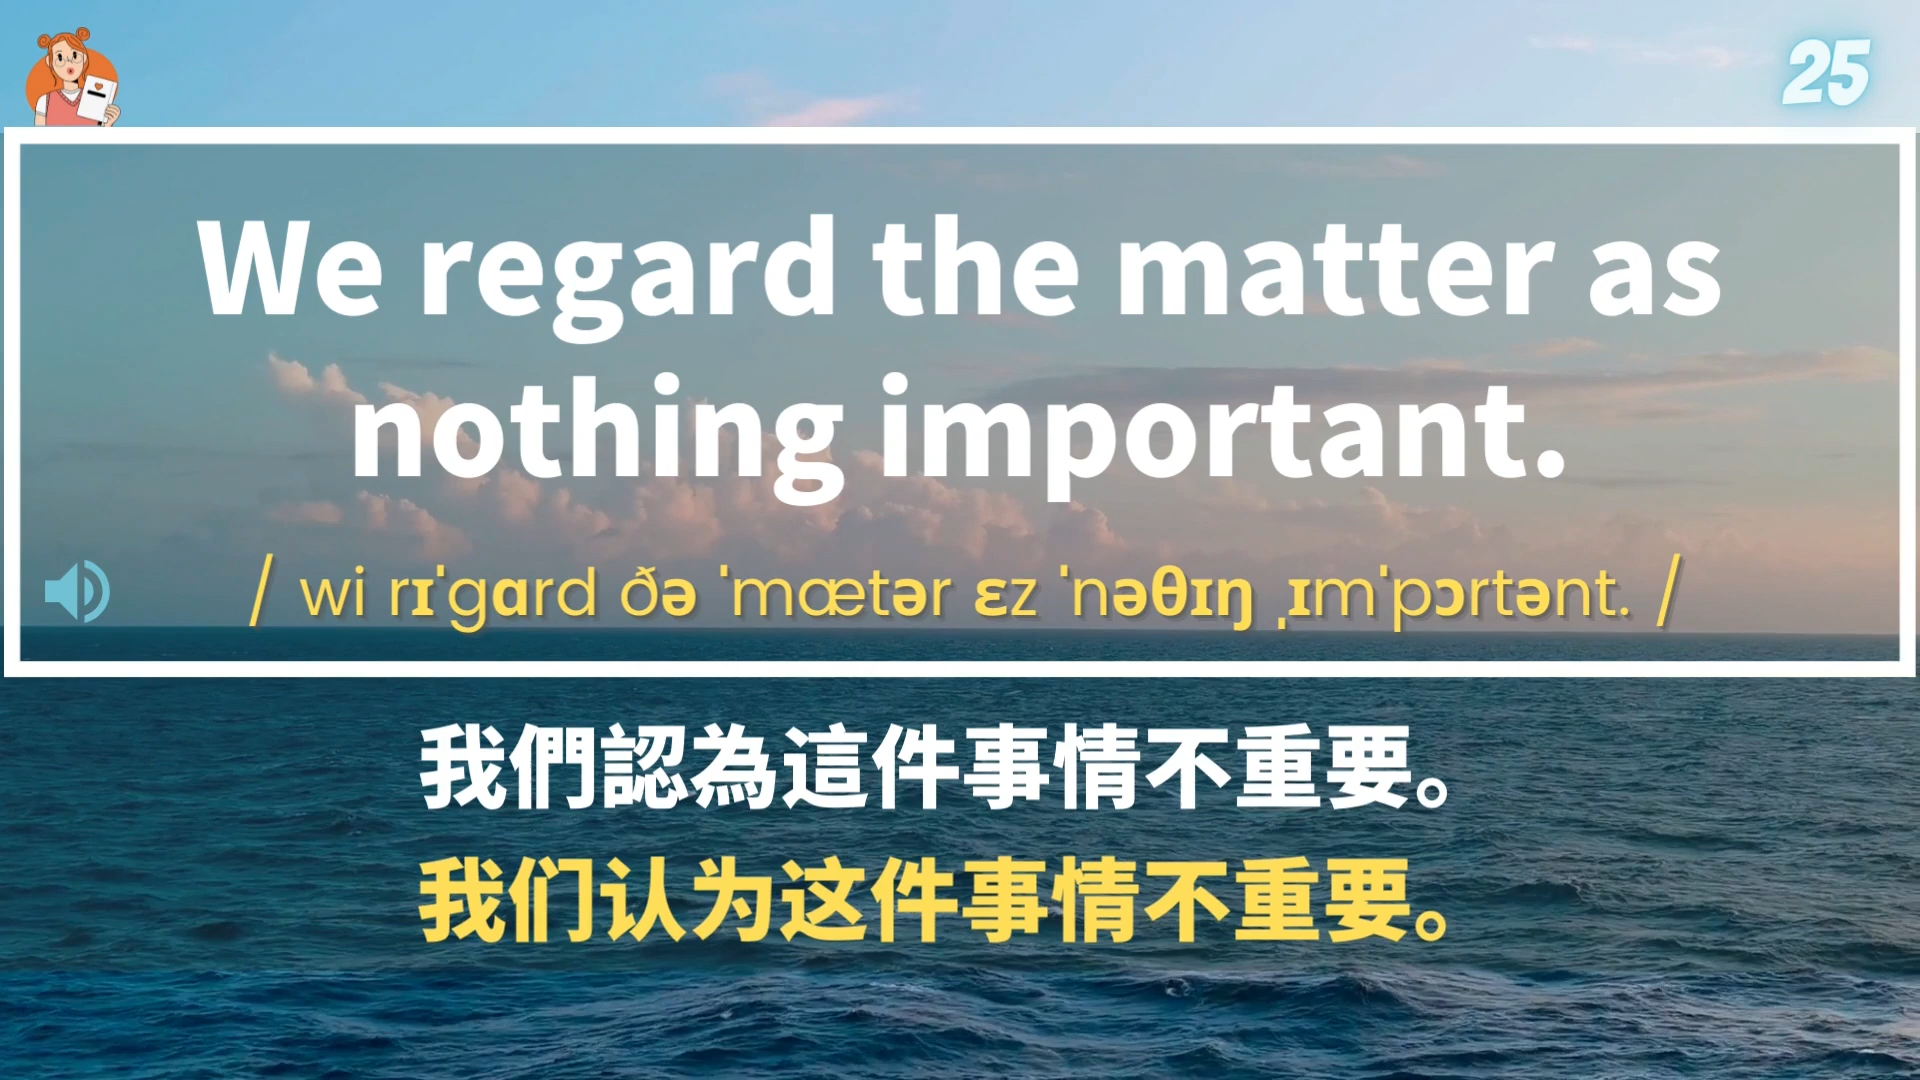 25
We regard the matter as
nothing important.
/ wi rɪˈgɑrd ðə ˈmætər ɛz ˈnəθɪŋ ˌɪmˈpɔrtənt. /
我們認為這件事情不重要。
我们认为这件事情不重要。